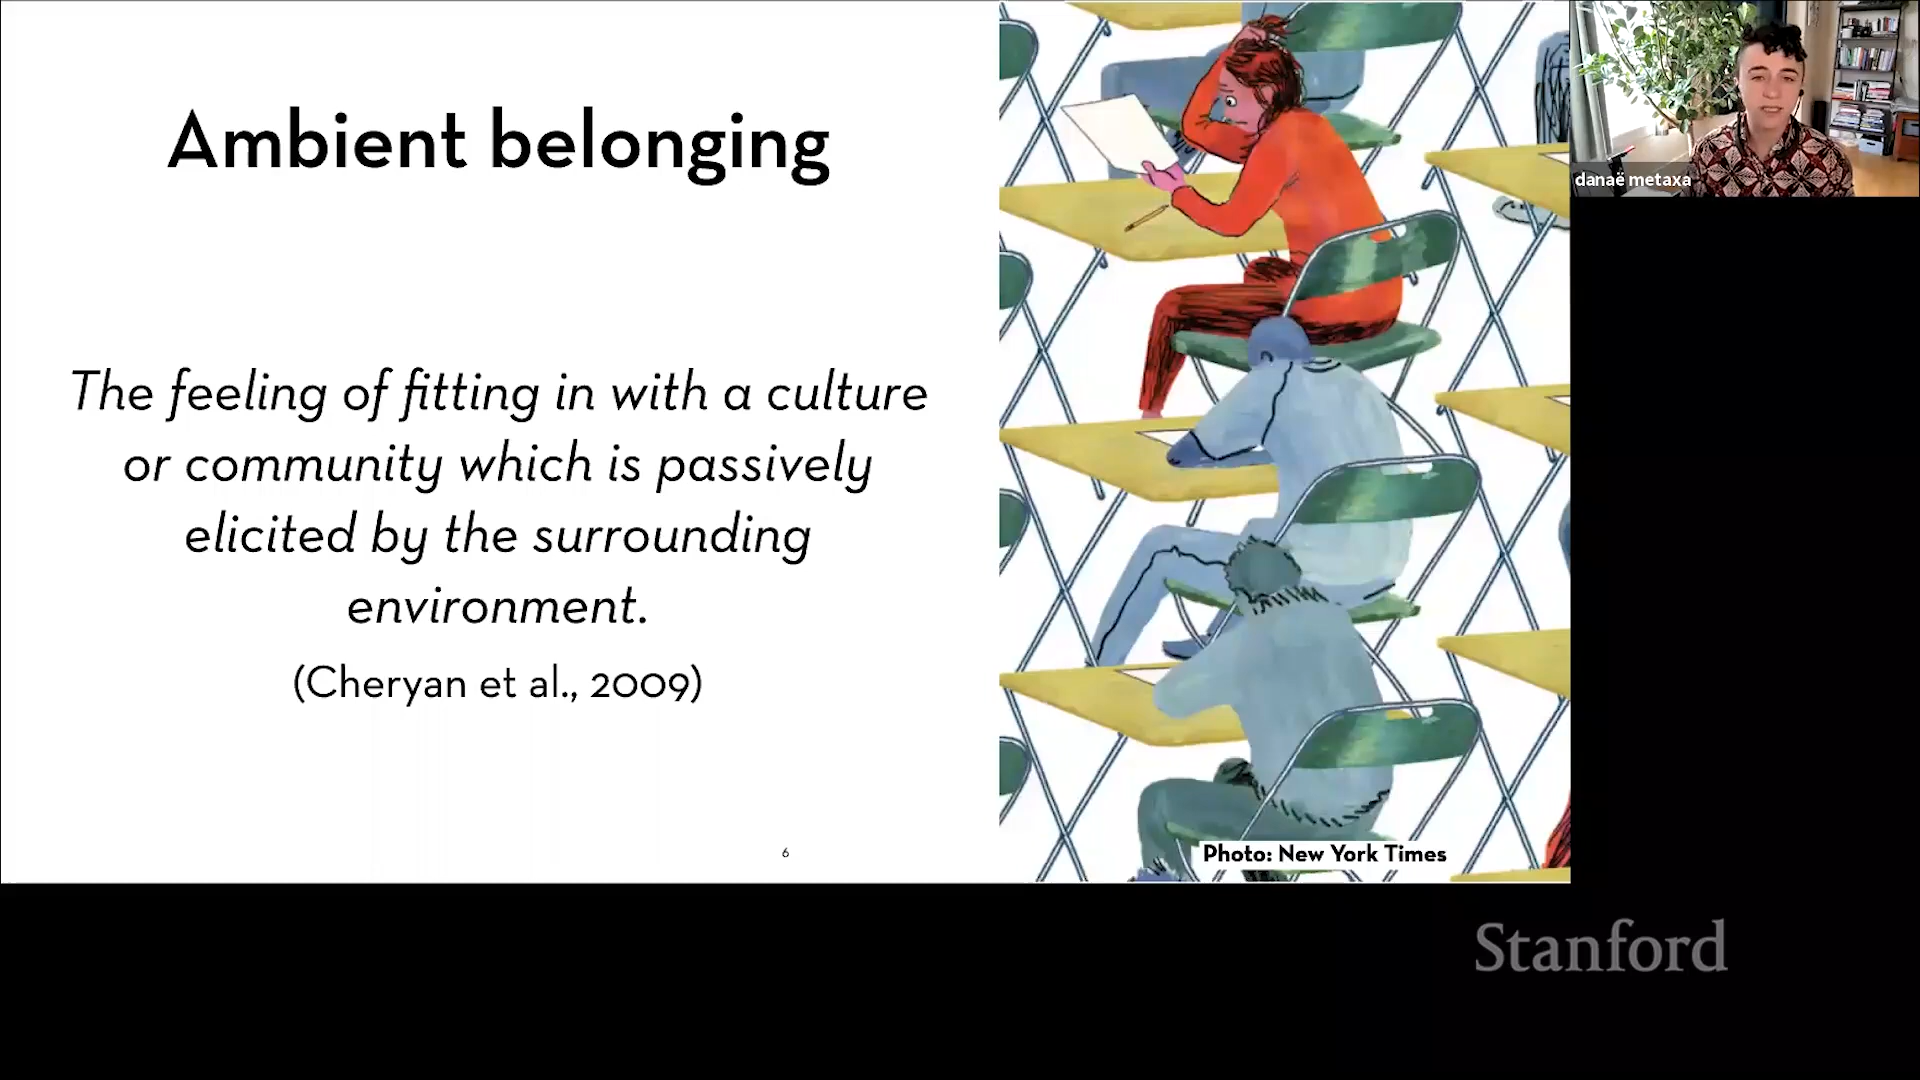 Ambient belonging
The feeling of fitting in with a culture
or community which is passively
elicited by the surrounding
environment.
(Cheryan et al., 2009)
6
Photo: New York Times
danaë metaxa
Stanford